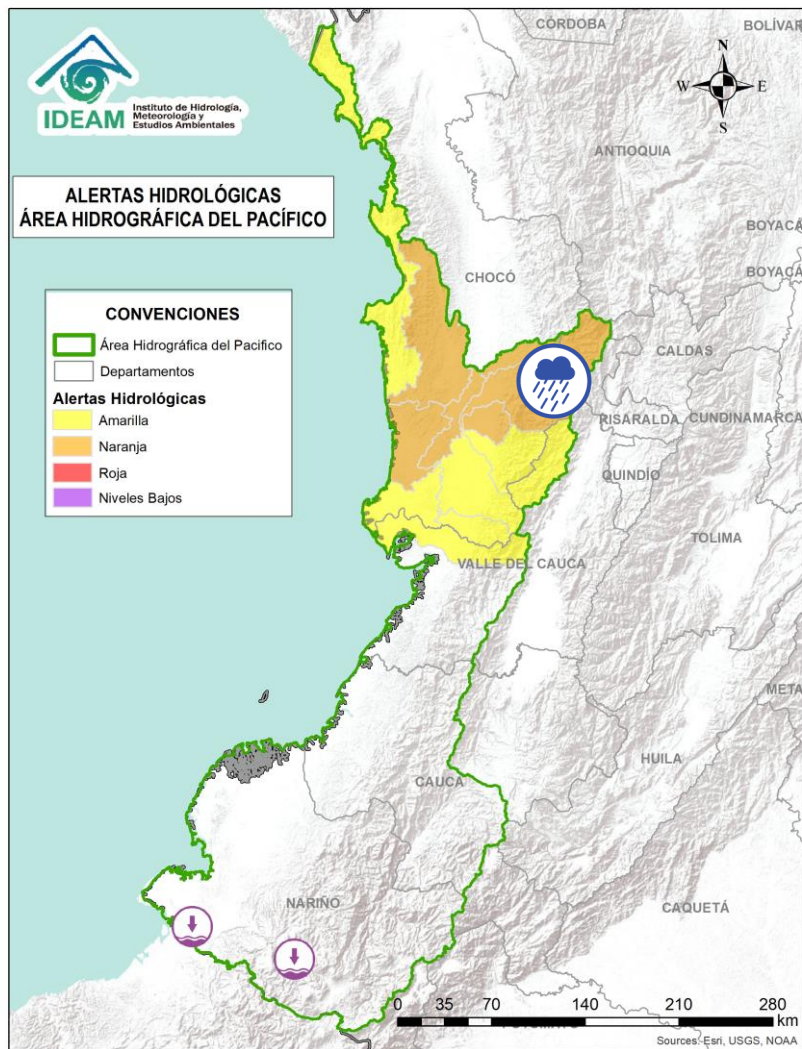 CÓRDOBA
BOLÍVAR
N
W
E
S
IDEAM
Instituto de Hidrología,
Meteorología y
Estudios Ambientales
ANTIOQUIA
ALERTAS HIDROLÓGICAS
ÁREA HIDROGRÁFICA DEL PACÍFICO
BOYACÁ
BOYACÁ
CHOCÓ
CONVENCIONES
Área Hidrográfica del Pacifico
Departamentos
Alertas Hidrológicas
Amarilla
Naranja
Roja
Niveles Bajos
CALDAS
RISARALDA
CUNDINAMARCA
QUINDÍO
TOLIMA
VALLE DEL CAUCA
META
HUILA
CAUCA
NARIÑO
CAQUETÁ
0 35 70 140 210 280
km
Sources: Esri, USGS, NOAA